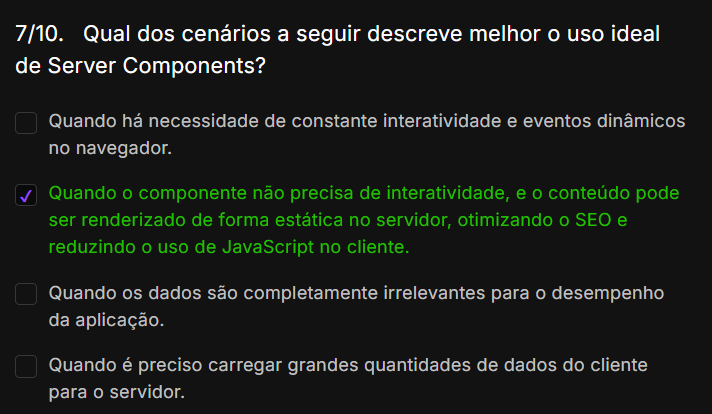 7/10. Qual dos cenários a seguir descreve melhor o uso ideal
de Server Components?
Quando há necessidade de constante interatividade e eventos dinâmicos
no navegador.
Quando o componente não precisa de interatividade, e o conteúdo pode
ser renderizado de forma estática no servidor, otimizando o SEO e
reduzindo o uso de JavaScript no cliente.
Quando os dados são completamente irrelevantes para o desempenho
da aplicação.
Quando é preciso carregar grandes quantidades de dados do cliente
para o servidor.